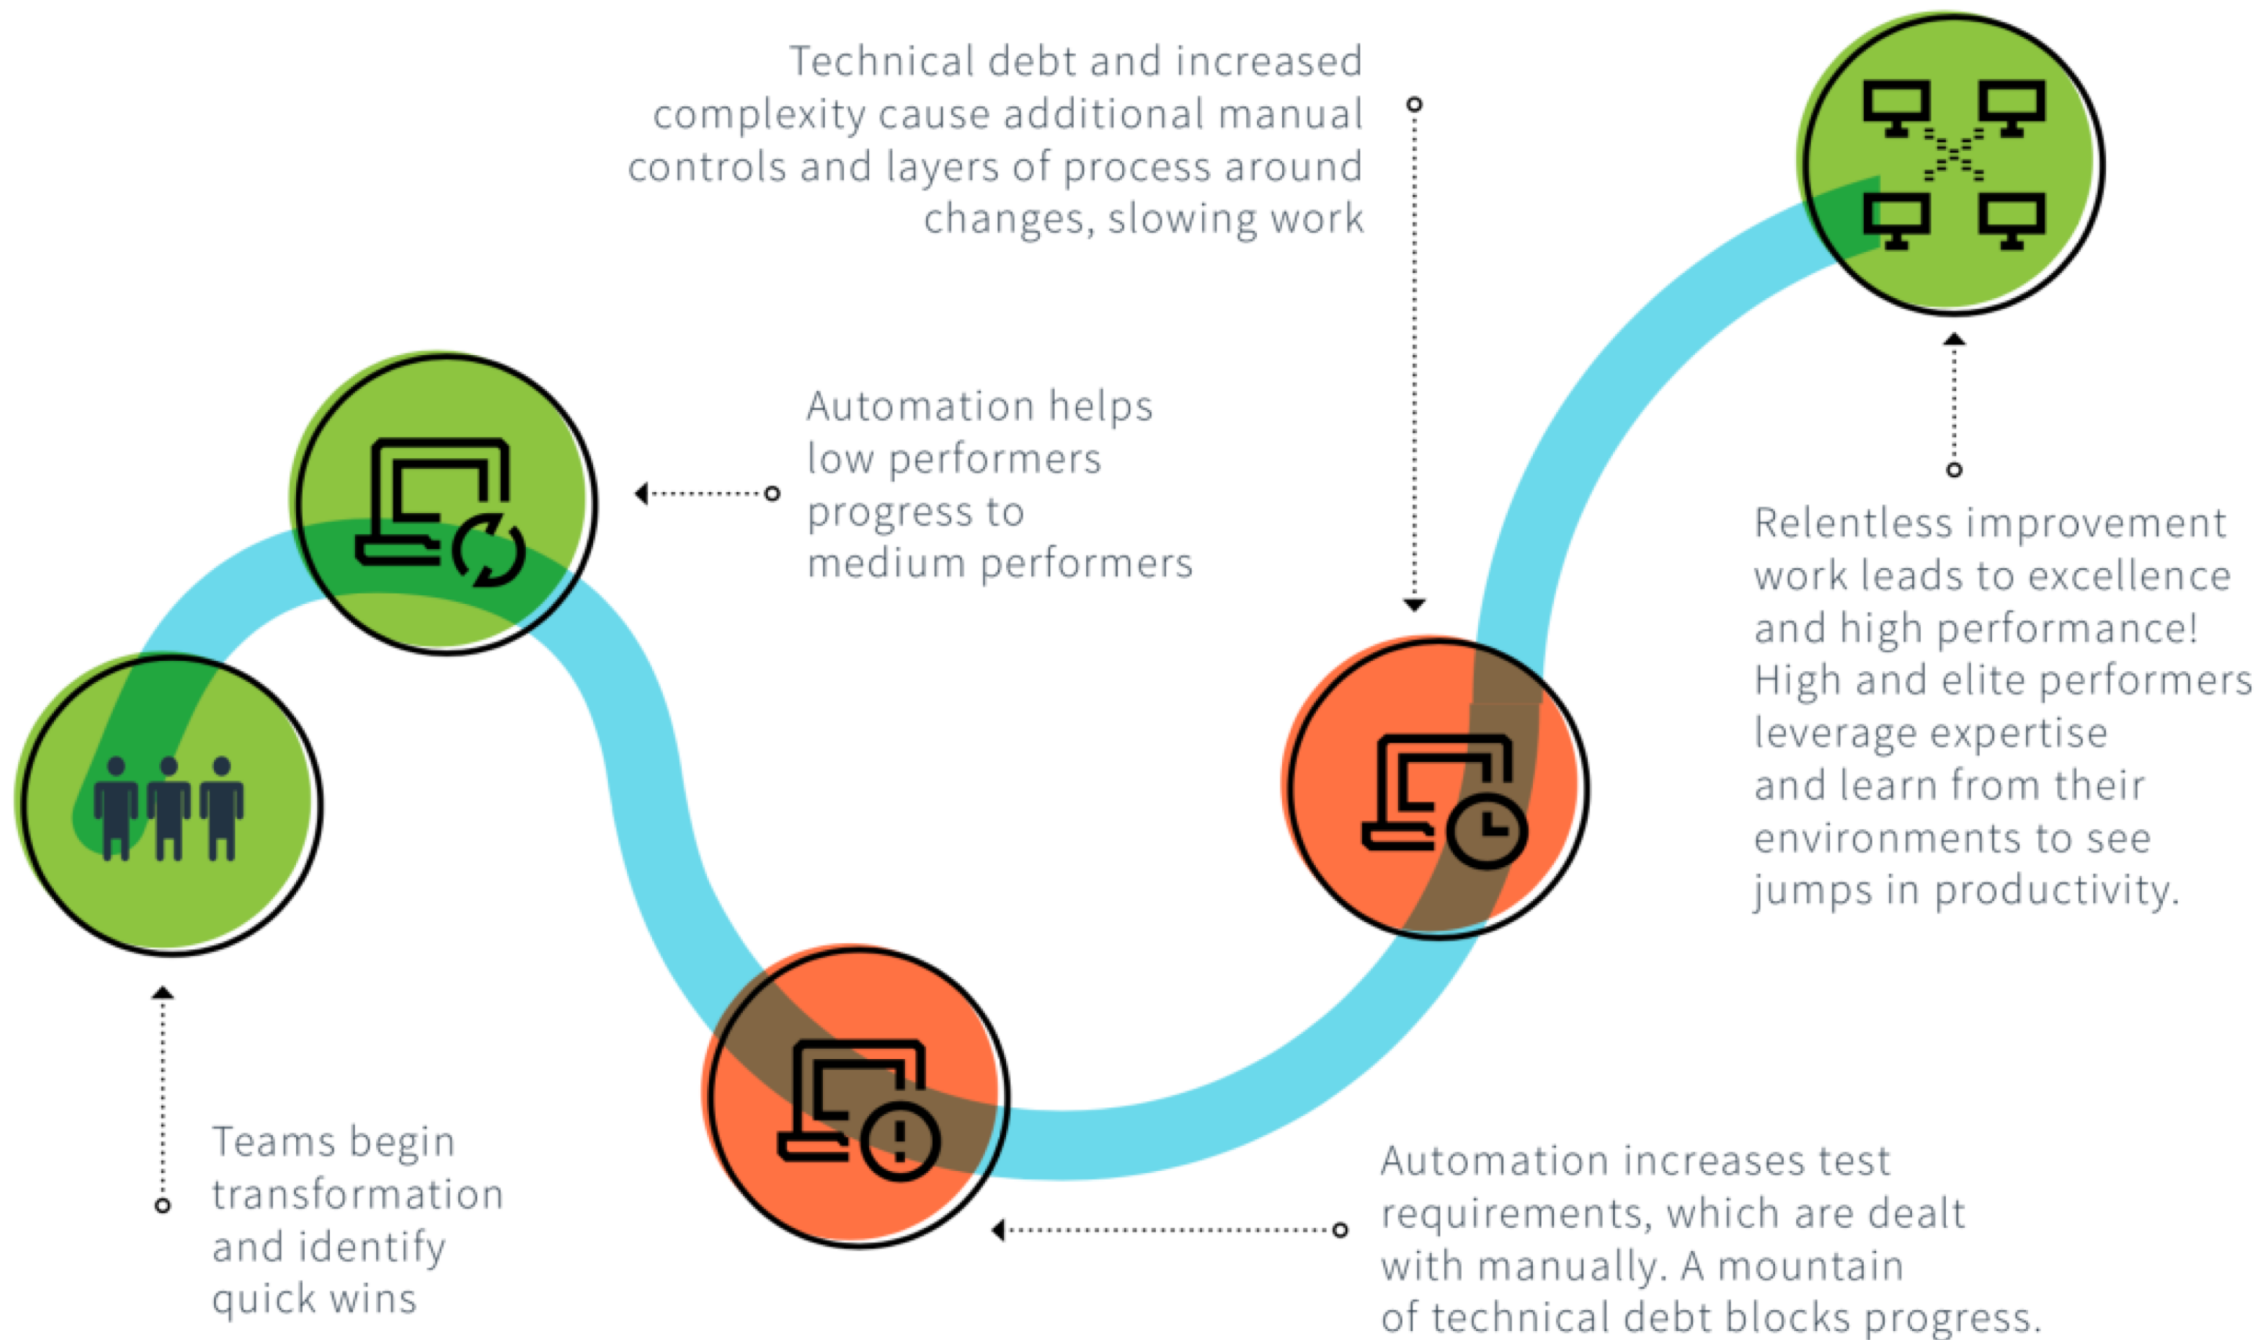 Technical debt and increased
complexity cause additional manual
controls and layers of process around
changes, slowing work
Automation helps
low performers
progress to
medium performers
Relentless improvement
work leads to excellence
and high performance!
High and elite performers
leverage expertise
and learn from their
environments to see
jumps in productivity.
Teams begin
transformation
and identify
quick wins
Automation increases test
requirements, which are dealt
with manually. A mountain
of technical debt blocks progress.